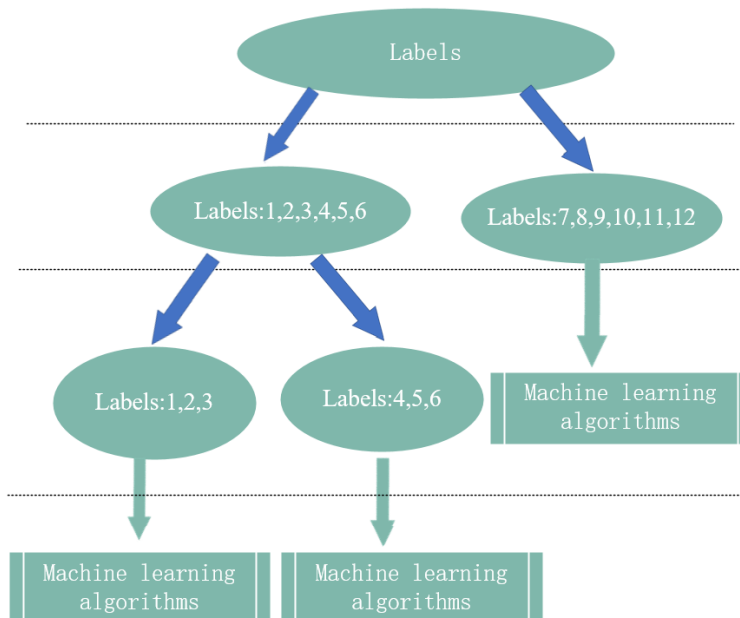 Labels
Labels:1,2,3,4,5,6
Labels:7,8,9,10,11,12
Labels:1,2,3
Labels:4,5,6
Machine learning
algorithms
Machine learning
algorithms
Machine learning
algorithms